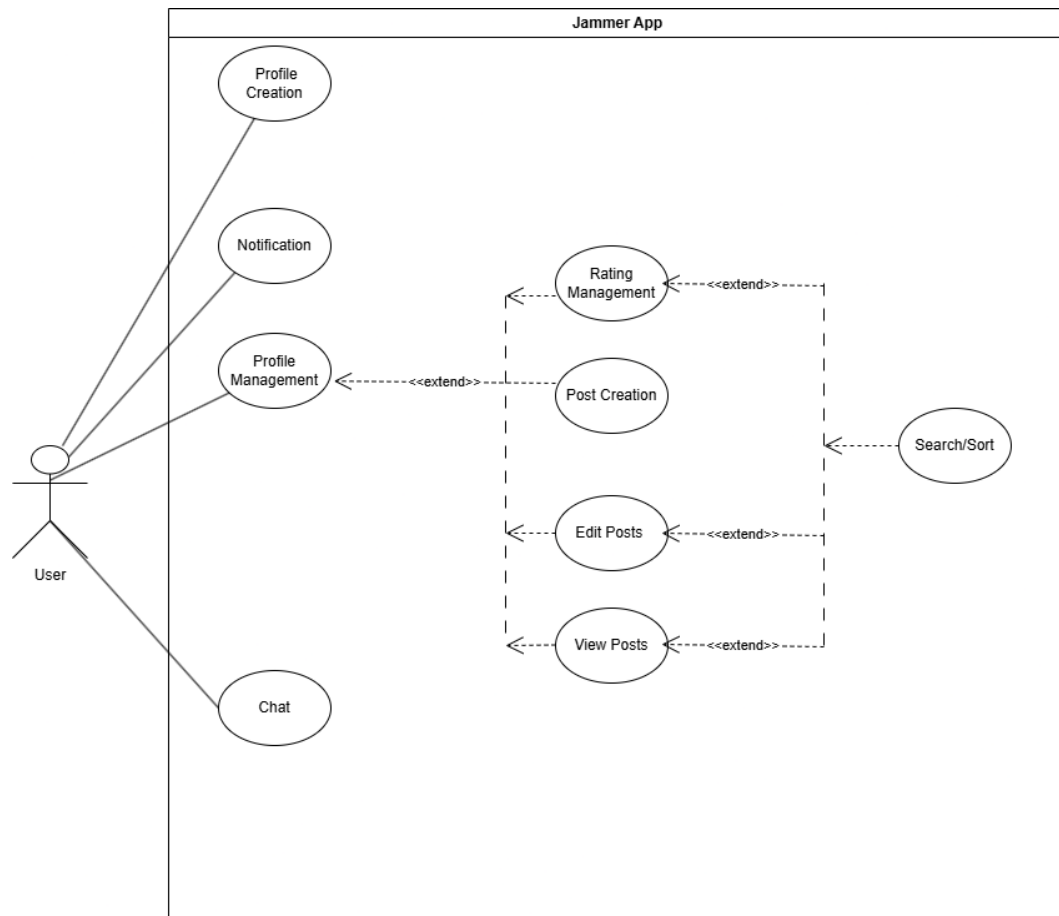 Jammer App
Profile
Creation
Notification
Rating
Management
<<extend>>
Profile
Management
<<extend>>
Post Creation
Search/Sort
Edit Posts
<<extend>>
User
View Posts
<<extend>>
Chat